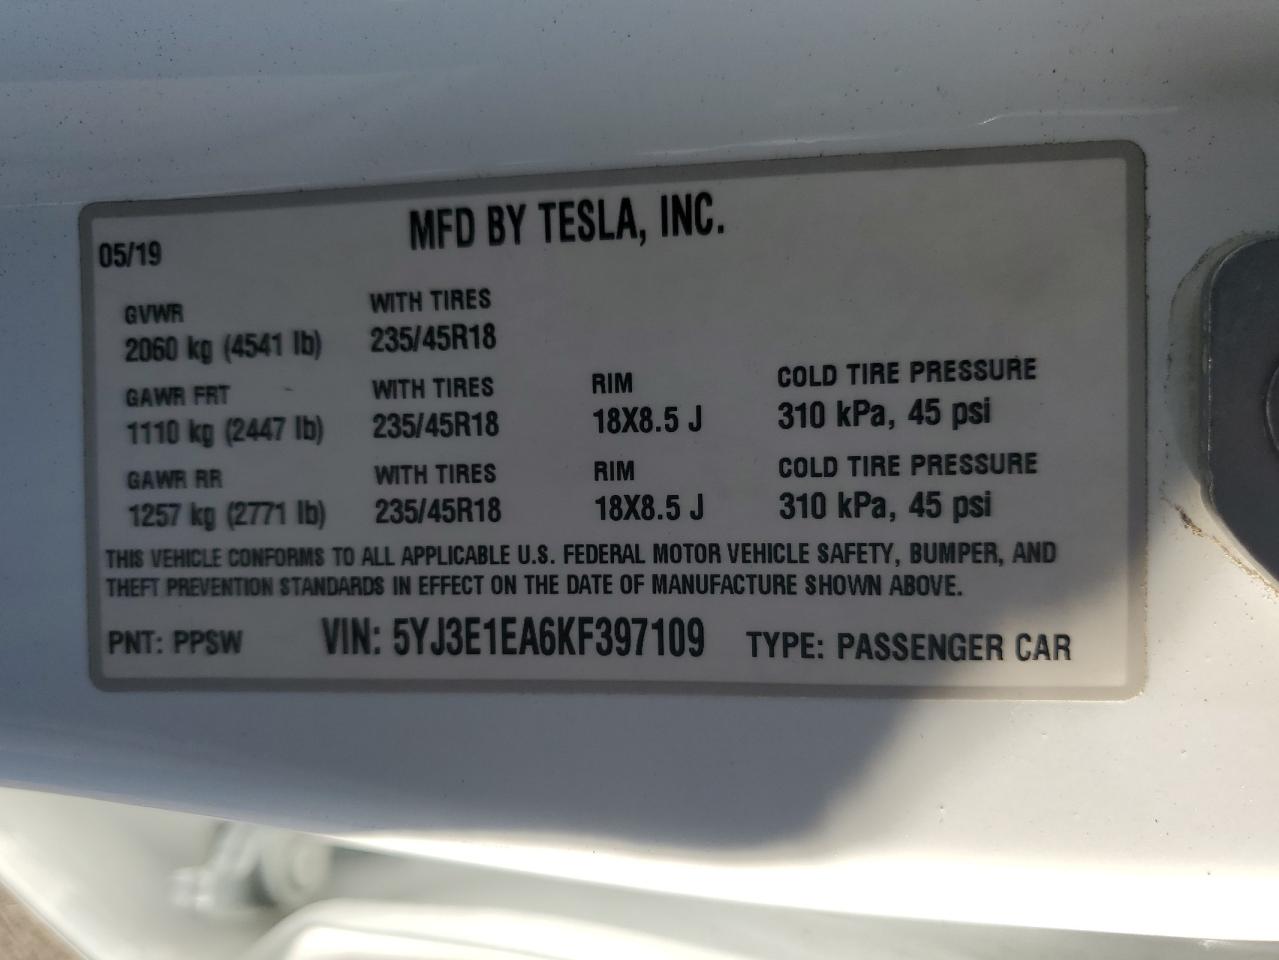 MFD BY TESLA, INC.
05/19
GVWR WITH TIRES
2060 kg (4541 lb) 235/45R18
GAWR FRT WITH TIRES RIM COLD TIRE PRESSURE
1110 kg (2447 lb) 235/45R18 18X8.5 J 310 kPa, 45 psi
GAWR RR WITH TIRES RIM COLD TIRE PRESSURE
1257 kg (2771 lb) 235/45R18 18X8.5 J 310 kPa, 45 psi
THIS VEHICLE CONFORMS TO ALL APPLICABLE U.S. FEDERAL MOTOR VEHICLE SAFETY, BUMPER, AND
THEFT PREVENTION STANDARDS IN EFFECT ON THE DATE OF MANUFACTURE SHOWN ABOVE.
PNT: PPSW VIN: 5YJ3E1EA6KF397109 TYPE: PASSENGER CAR